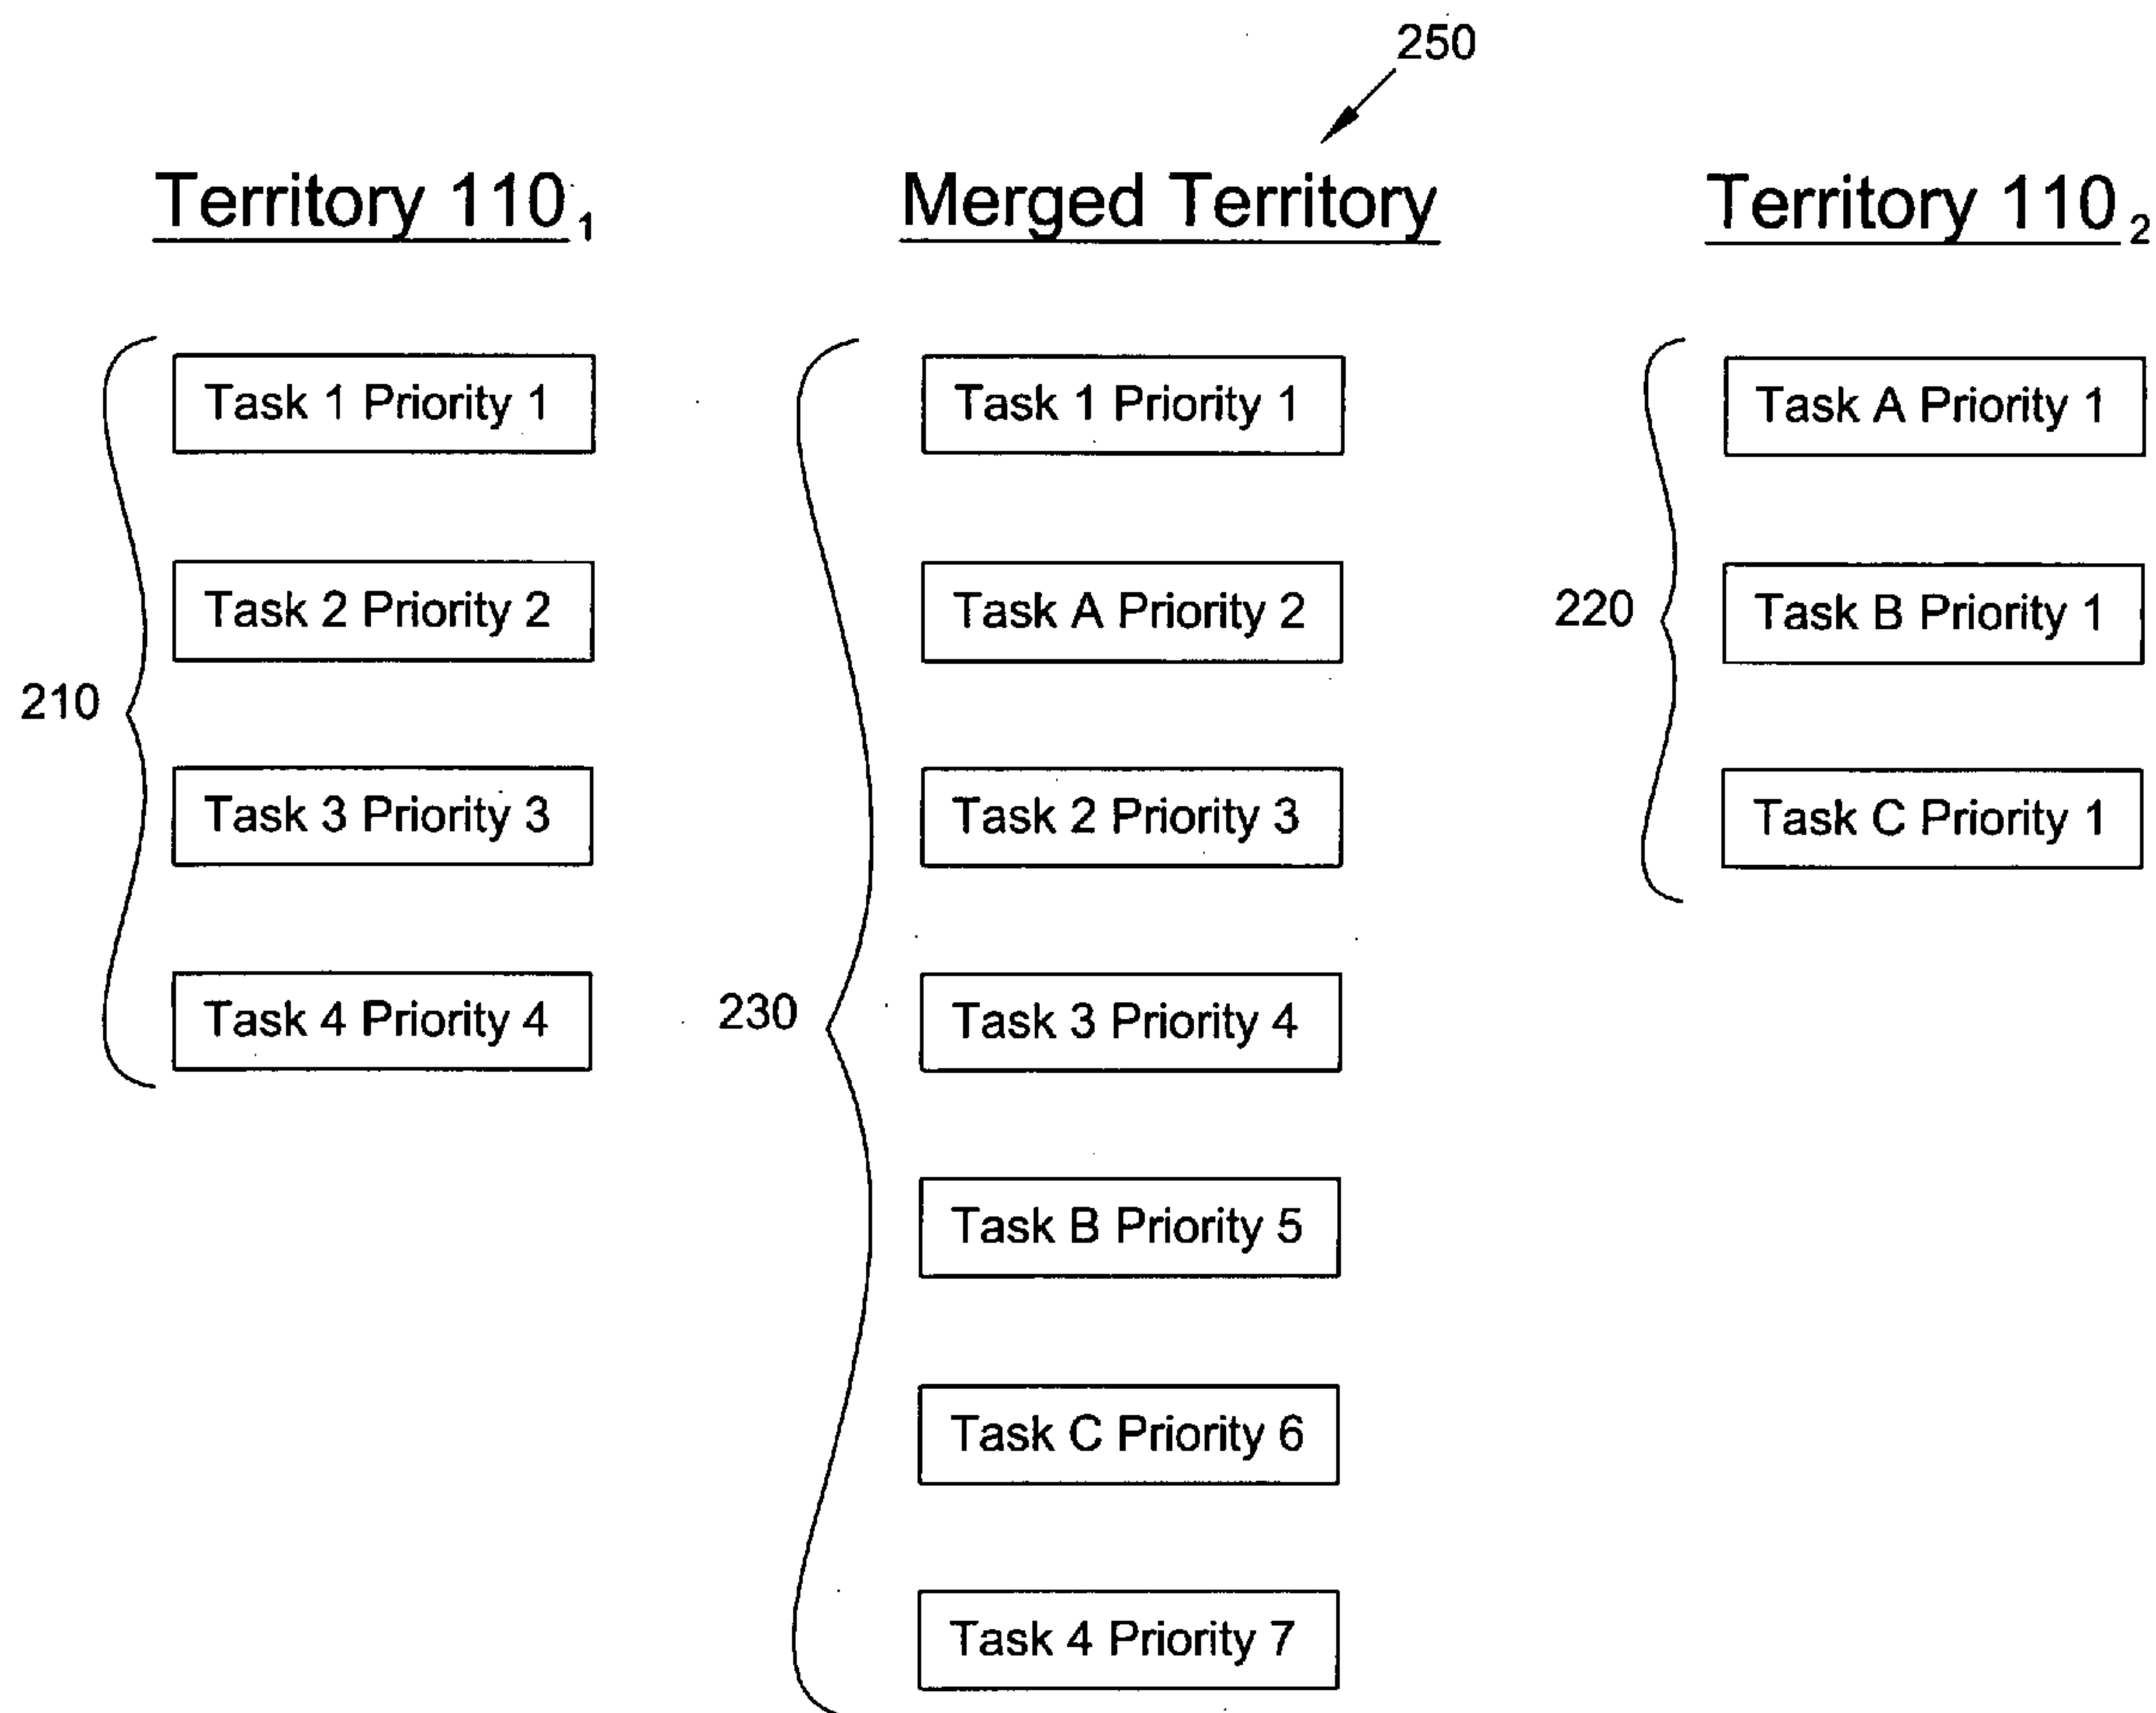 250
Territory 110₁
Merged Territory
Territory 110₂
210
Task 1 Priority 1
Task 2 Priority 2
Task 3 Priority 3
Task 4 Priority 4
230
Task 1 Priority 1
Task A Priority 2
Task 2 Priority 3
Task 3 Priority 4
Task B Priority 5
Task C Priority 6
Task 4 Priority 7
220
Task A Priority 1
Task B Priority 1
Task C Priority 1